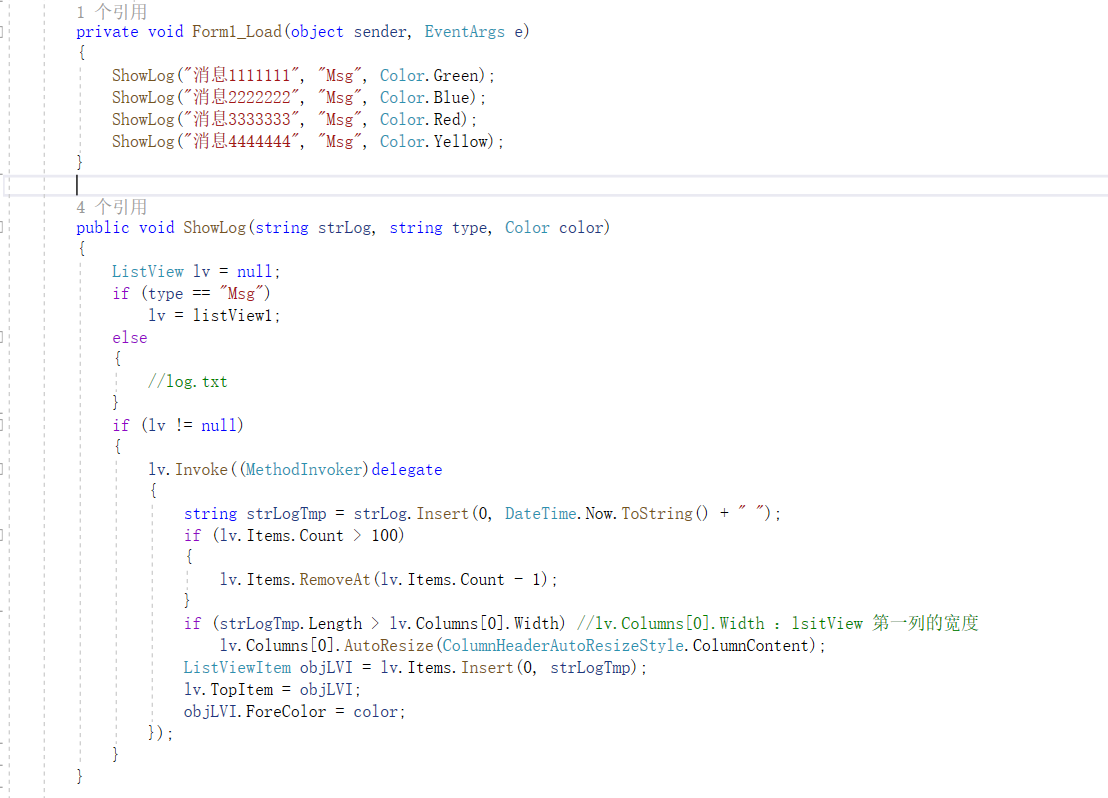 1 个引用
private void Form1_Load(object sender, EventArgs e)
{
ShowLog("消息1111111", "Msg", Color.Green);
ShowLog("消息2222222", "Msg", Color.Blue);
ShowLog("消息3333333", "Msg", Color.Red);
ShowLog("消息4444444", "Msg", Color.Yellow);
}
4 个引用
public void ShowLog(string strLog, string type, Color color)
{
ListView lv = null;
if (type == "Msg")
lv = listView1;
else
{
//log.txt
}
if (lv != null)
{
lv.Invoke((MethodInvoker)delegate
{
string strLogTmp = strLog.Insert(0, DateTime.Now.ToString() + " ");
if (lv.Items.Count > 100)
{
lv.Items.RemoveAt(lv.Items.Count - 1);
}
if (strLogTmp.Length > lv.Columns[0].Width) //lv.Columns[0].Width : lsitView 第一列的宽度
lv.Columns[0].AutoResize(ColumnHeaderAutoResizeStyle.ColumnContent);
ListViewItem objLVI = lv.Items.Insert(0, strLogTmp);
lv.TopItem = objLVI;
objLVI.ForeColor = color;
});
}
}